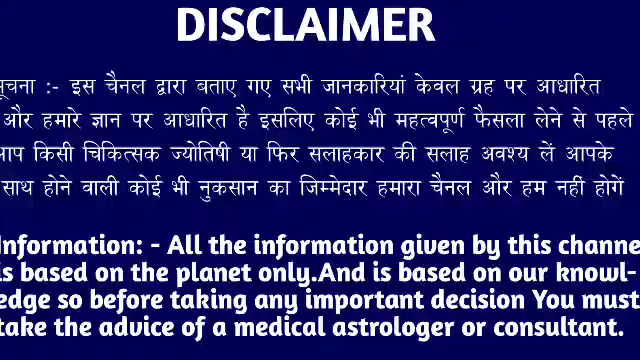 DISCLAIMER
सूचना :- इस चैनल द्वारा बताए गए सभी जानकारियां केवल ग्रह पर आधारित
और हमारे ज्ञान पर आधारित है इसलिए कोई भी महत्वपूर्ण फैसला लेने से पहले
आप किसी चिकित्सक ज्योतिषी या फिर सलाहकार की सलाह अवश्य लें आपके
साथ होने वाली कोई भी नुकसान का जिम्मेदार हमारा चैनल और हम नहीं होगें
Information: - All the information given by this channe
is based on the planet only.And is based on our knowl-
edge so before taking any important decision You must
take the advice of a medical astrologer or consultant.